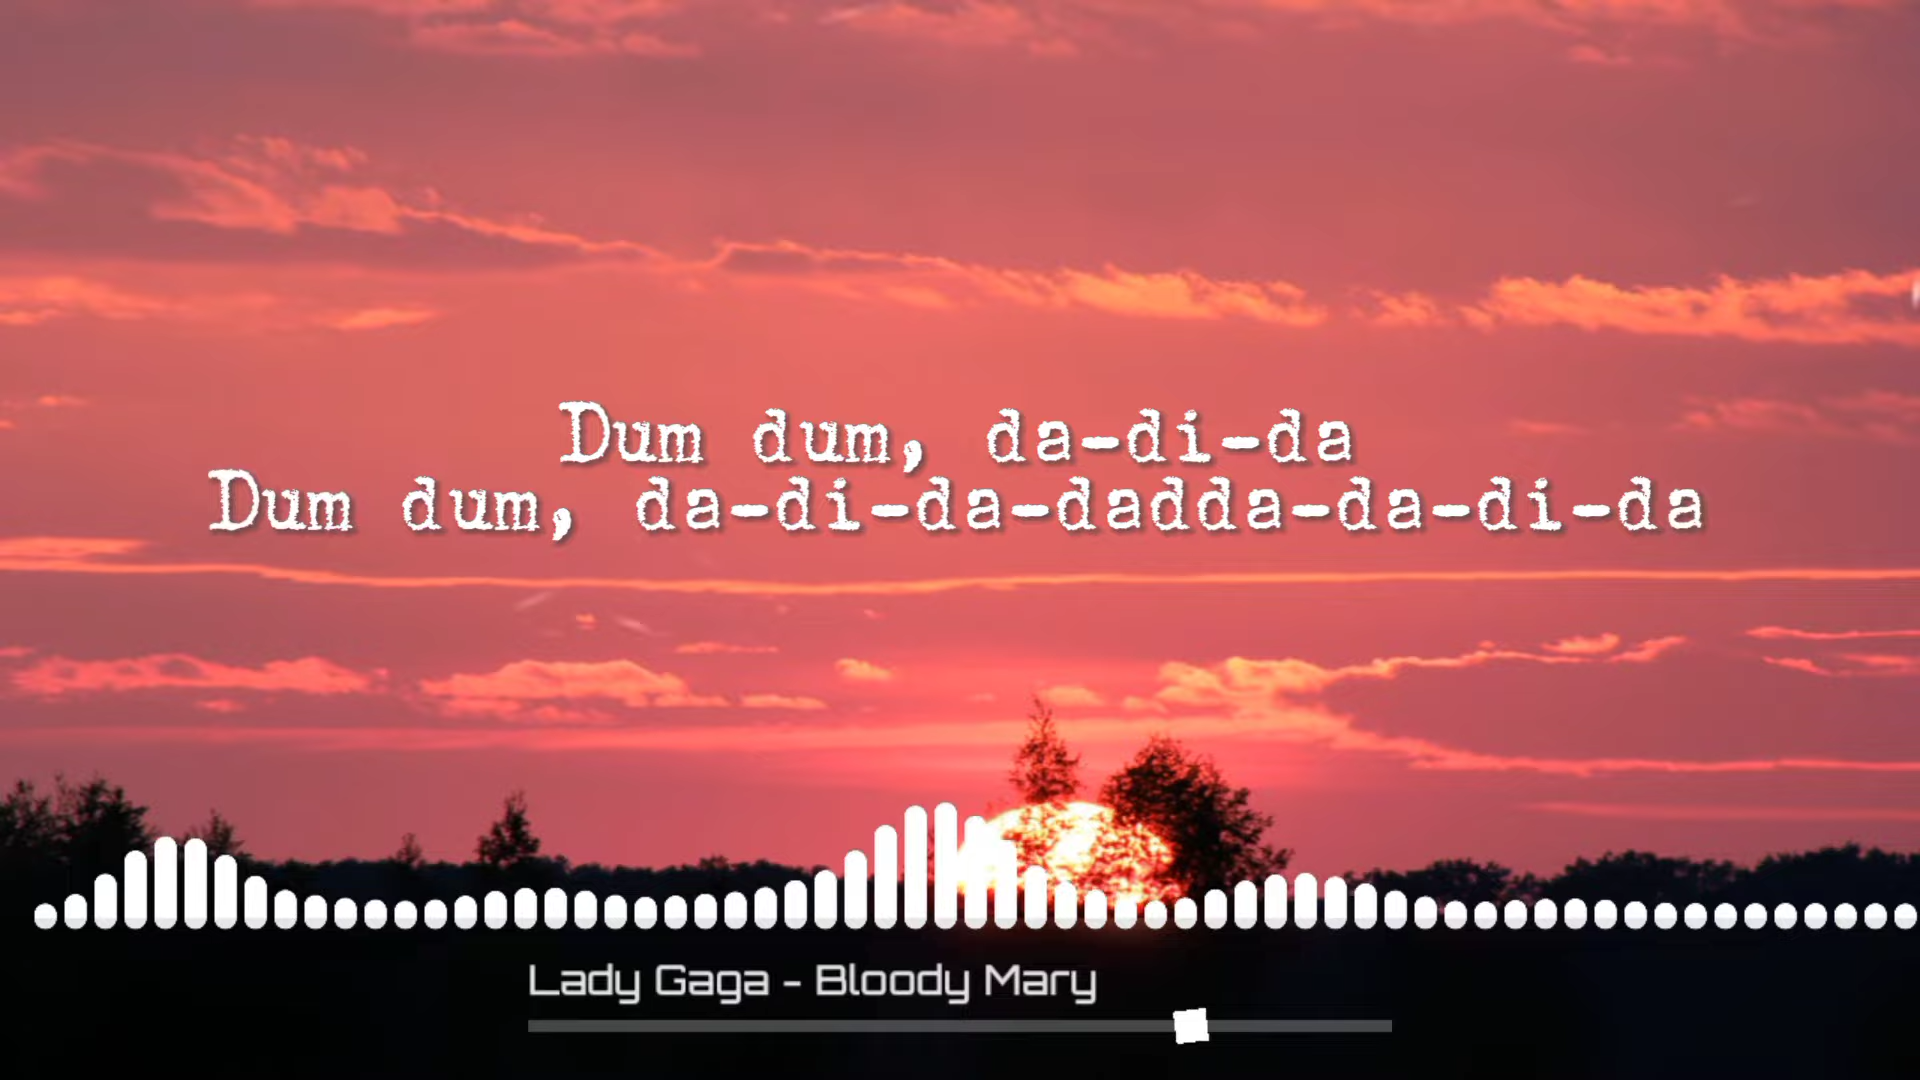 Dum dum, da-di-da
Dum dum, da-di-da-dadda-da-di-da
Lady Gaga - Bloody Mary